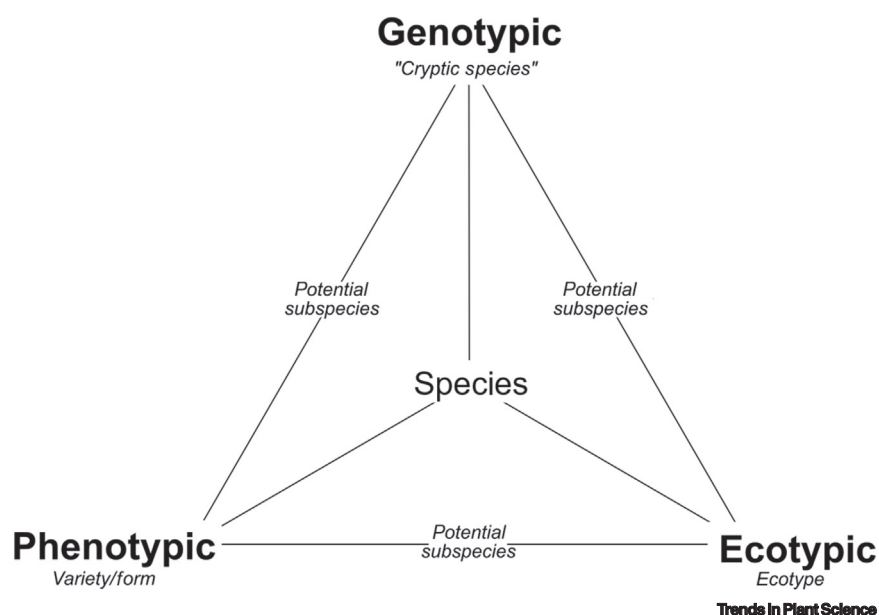 Genotypic
"Cryptic species"
Potential
subspecies
Potential
subspecies
Species
Phenotypic
Variety/form
Potential
subspecies
Ecotypic
Ecotype
Trends in Plant Science